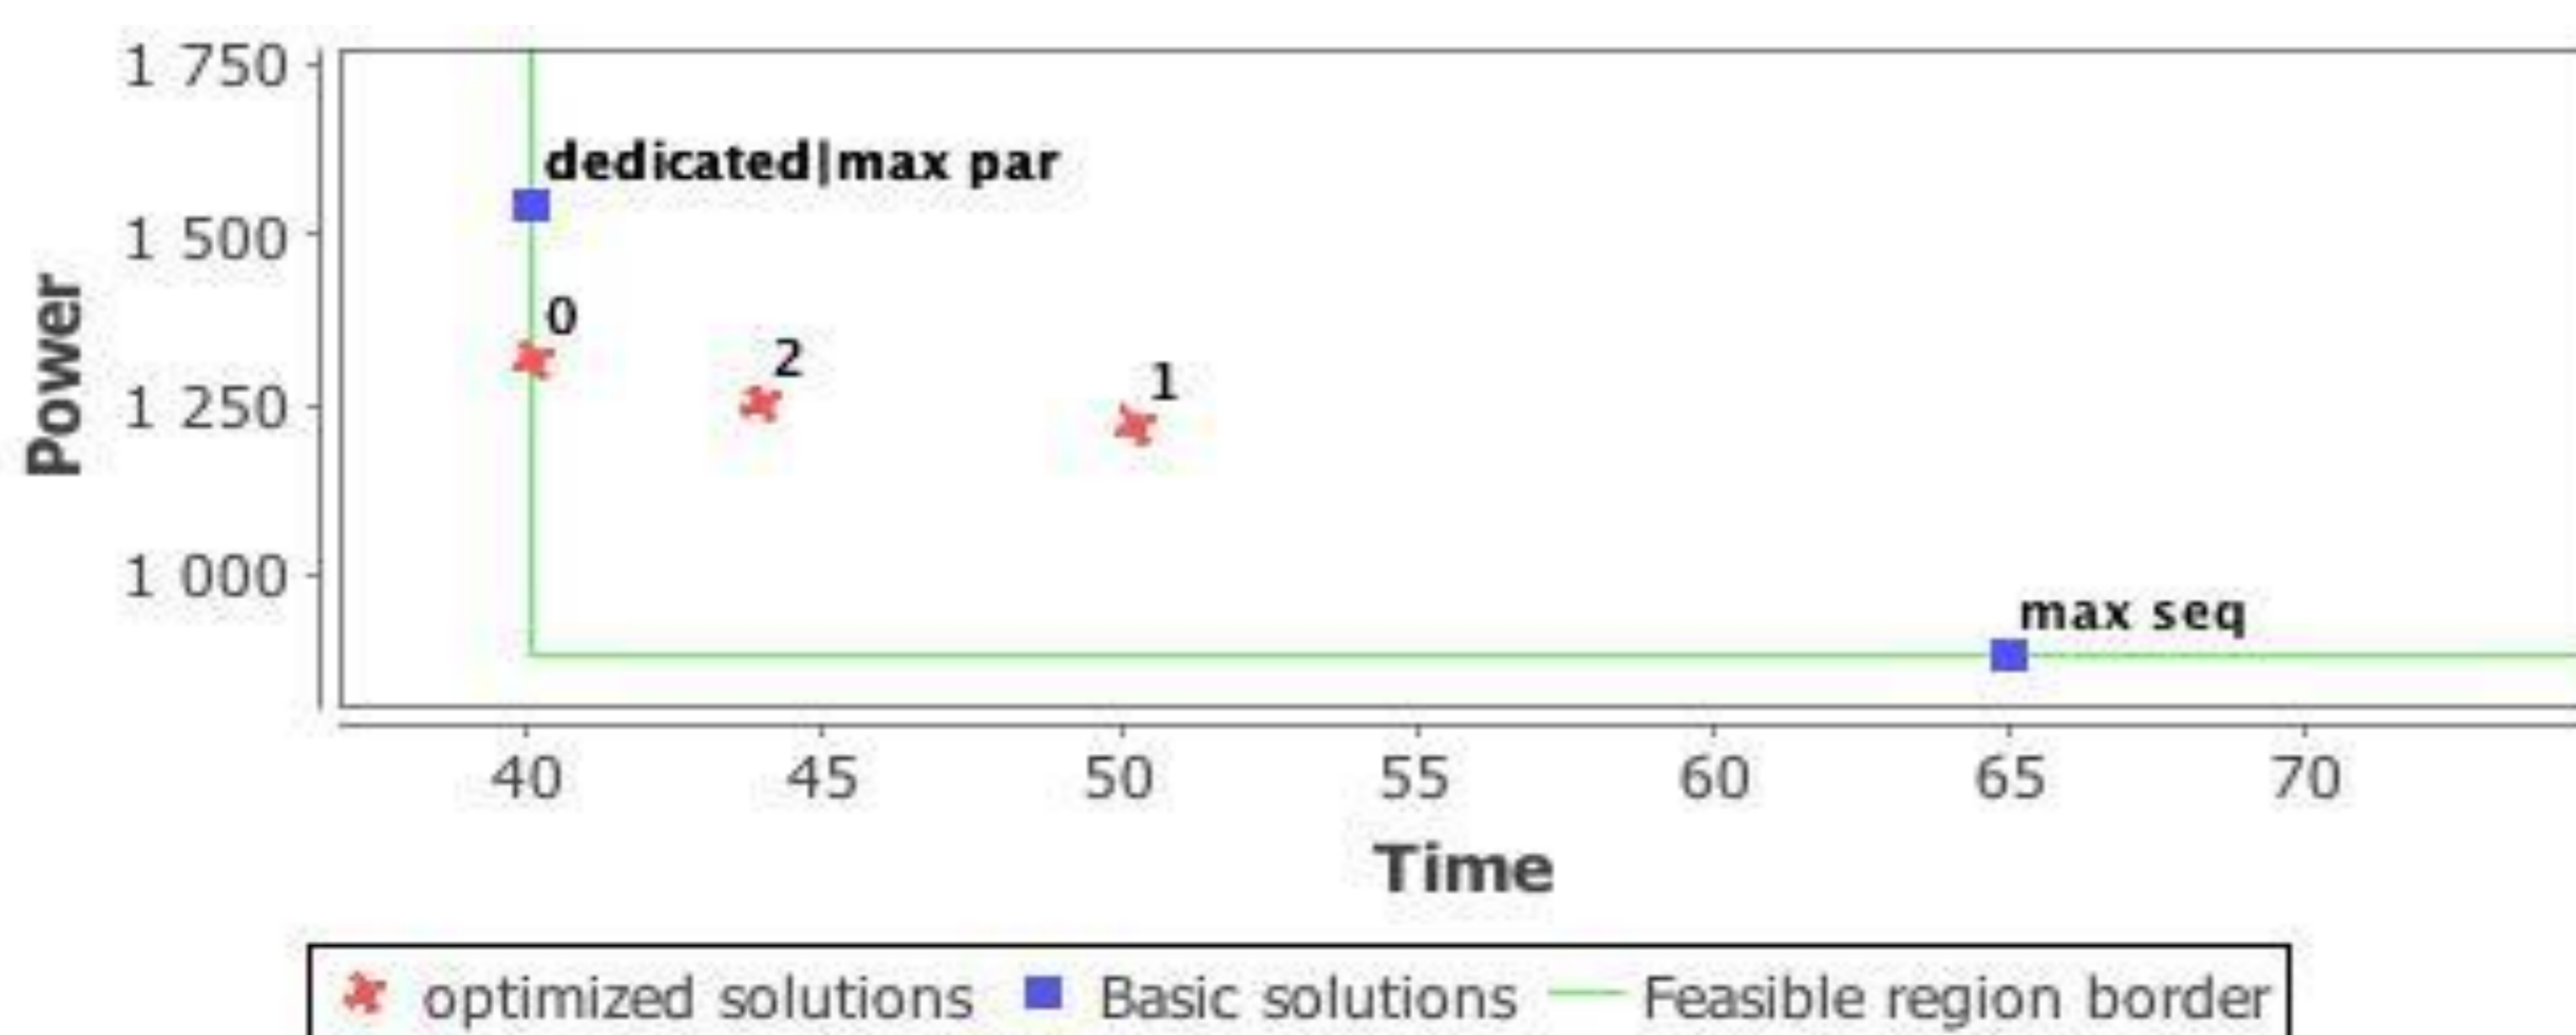 1 750
dedicated|max par
1 500
0
2
1
1 250
Power
1 000
max seq
40 45 50 55 60 65 70
Time
optimized solutions Basic solutions Feasible region border